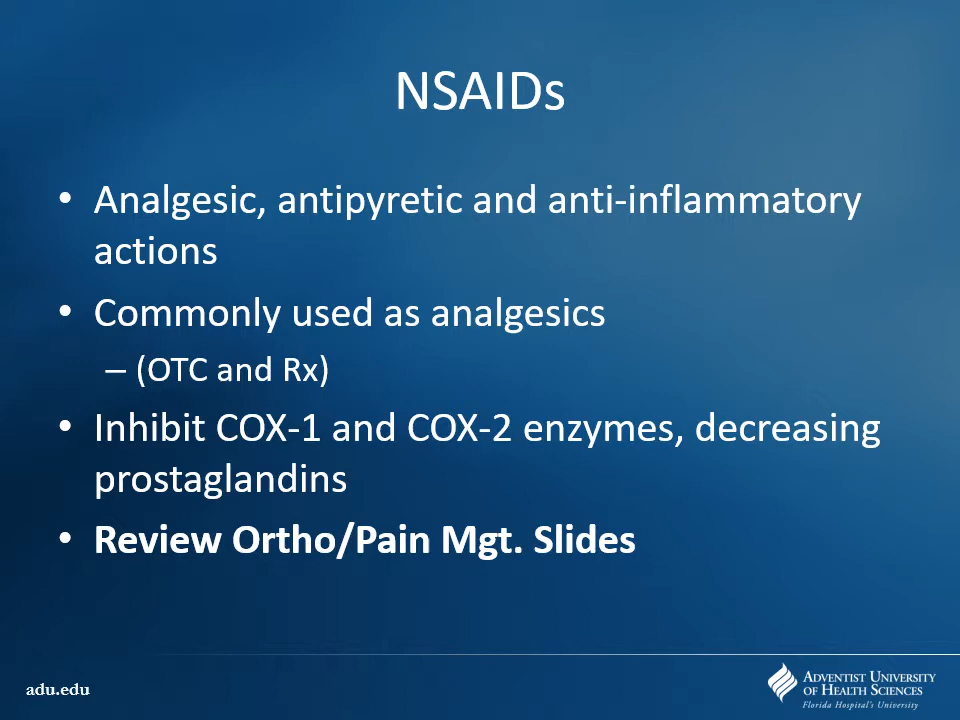 NSAIDs
• Analgesic, antipyretic and anti-inflammatory
actions
• Commonly used as analgesics
– (OTC and Rx)
• Inhibit COX-1 and COX-2 enzymes, decreasing
prostaglandins
• Review Ortho/Pain Mgt. Slides
adu.edu
ADVENTIST UNIVERSITY
OF HEALTH SCIENCES
Florida Hospital's University